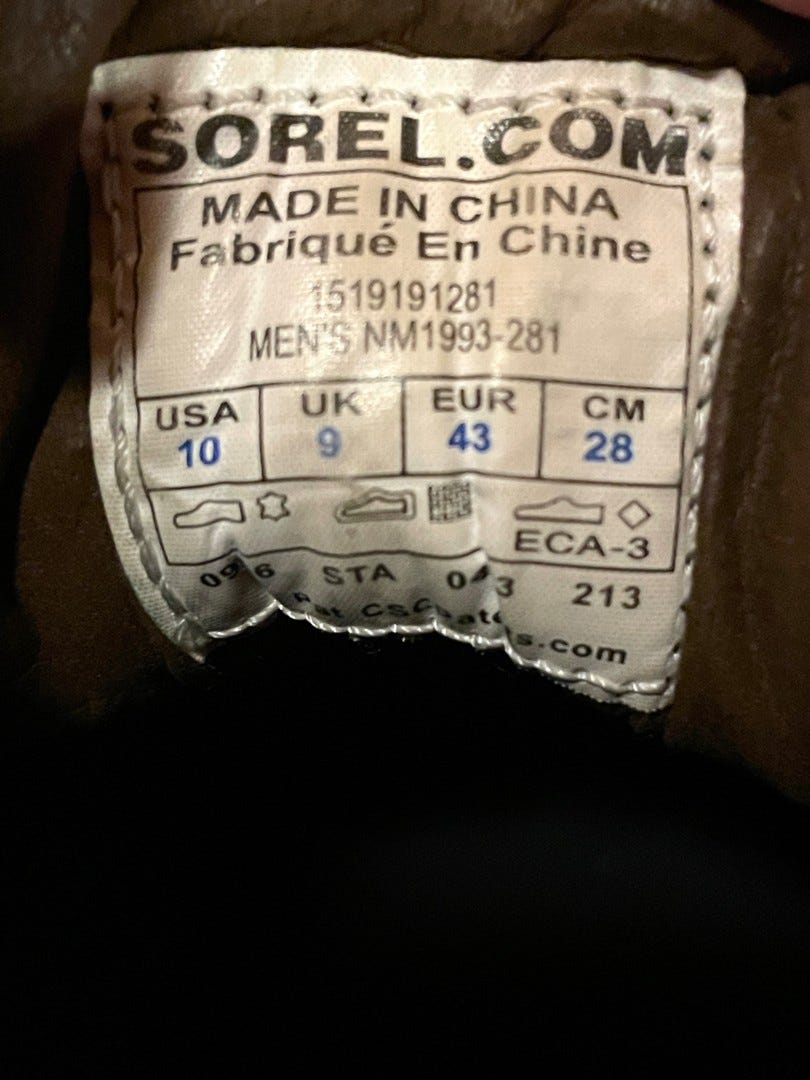 SOREL.COM
MADE IN CHINA
Fabriqué En Chine
1519191281
MEN'S NM1993-281
USA UK EUR CM
10 9 43 28
ECA-3
STA 213